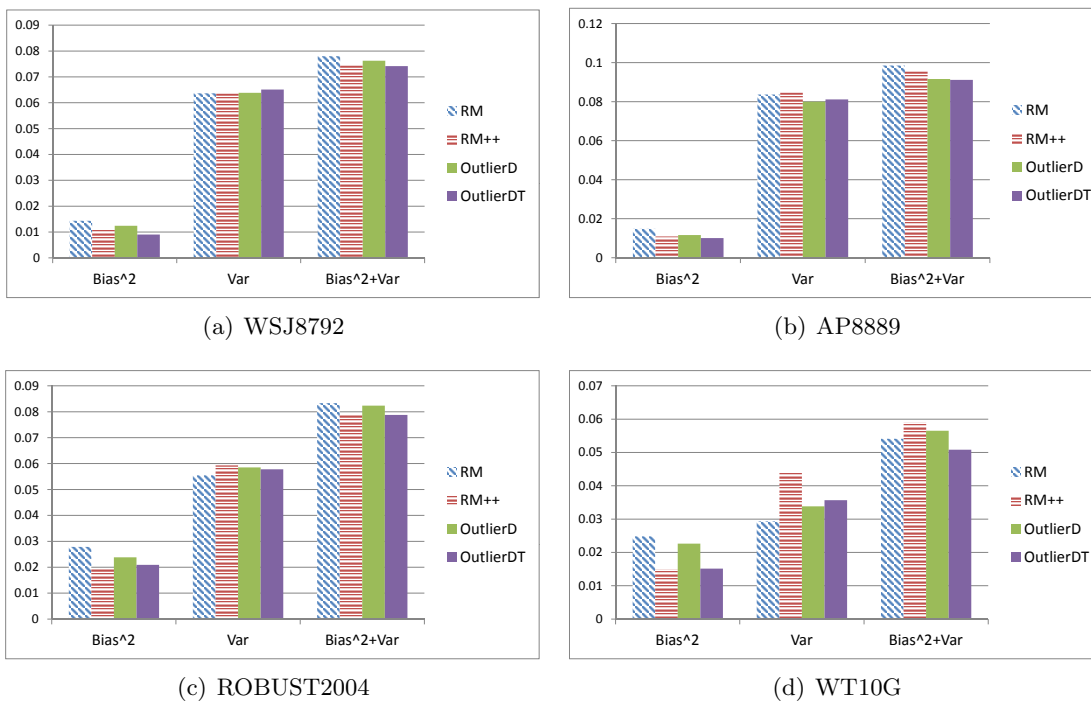 0.09
0.08
0.07
0.06
0.05
0.04
0.03
0.02
0.01
0
Bias^2 Var Bias^2+Var
RM
RM++
OutlierD
OutlierDT
(a) WSJ8792
0.12
0.1
0.08
0.06
0.04
0.02
0
Bias^2 Var Bias^2+Var
RM
RM++
OutlierD
OutlierDT
(b) AP8889
0.09
0.08
0.07
0.06
0.05
0.04
0.03
0.02
0.01
0
Bias^2 Var Bias^2+Var
RM
RM++
OutlierD
OutlierDT
(c) ROBUST2004
0.07
0.06
0.05
0.04
0.03
0.02
0.01
0
Bias^2 Var Bias^2+Var
RM
RM++
OutlierD
OutlierDT
(d) WT10G